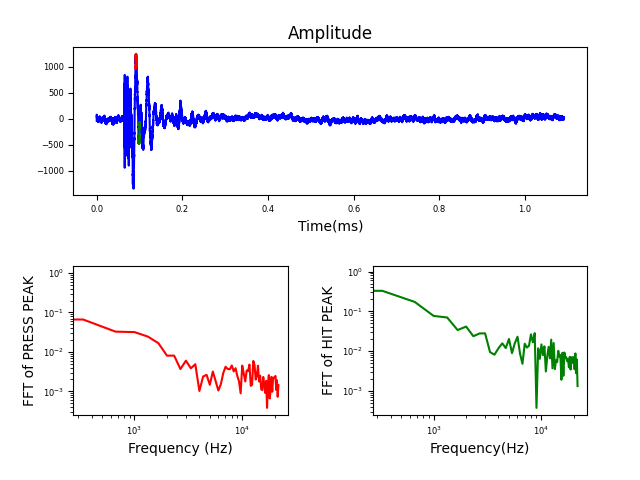 Amplitude
1000
500
0
−500
−1000
0.0 0.2 0.4 0.6 0.8 1.0
Time(ms)
FFT of PRESS PEAK
10⁰
10⁻¹
10⁻²
10⁻³
10³ 10⁴
Frequency (Hz)
FFT of HIT PEAK
10⁰
10⁻¹
10⁻²
10⁻³
10³ 10⁴
Frequency(Hz)